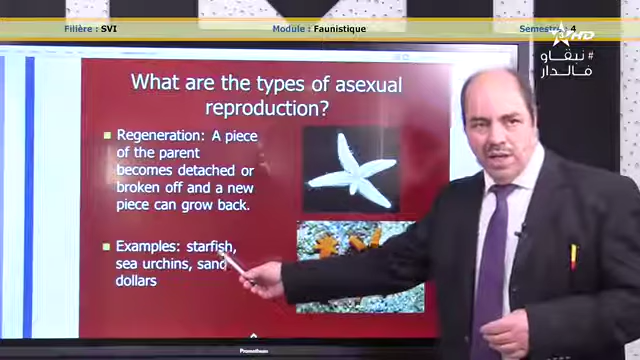 Filière : SVI
Module : Faunistique
Semestre : 4
HD
#نبقاو
فالدار
What are the types of asexual
reproduction?
Regeneration: A piece
of the parent
becomes detached or
broken off and a new
piece can grow back.
Examples: starfish,
sea urchins, sand
dollars
Promethean